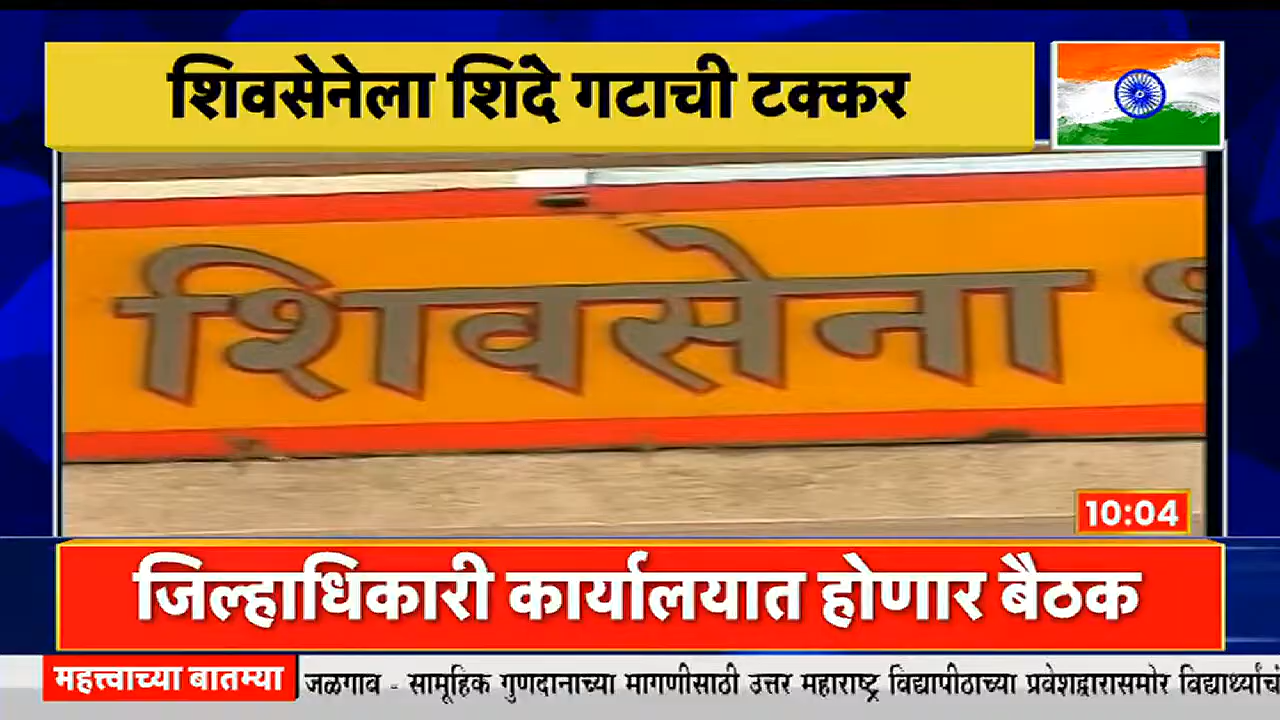 शिवसेनेला शिंदे गटाची टक्कर
शिवसेना
10:04
जिल्हाधिकारी कार्यालयात होणार बैठक
महत्त्वाच्या बातम्या
जळगाव - सामूहिक गुणदानाच्या मागणीसाठी उत्तर महाराष्ट्र विद्यापीठाच्या प्रवेशद्वारासमोर